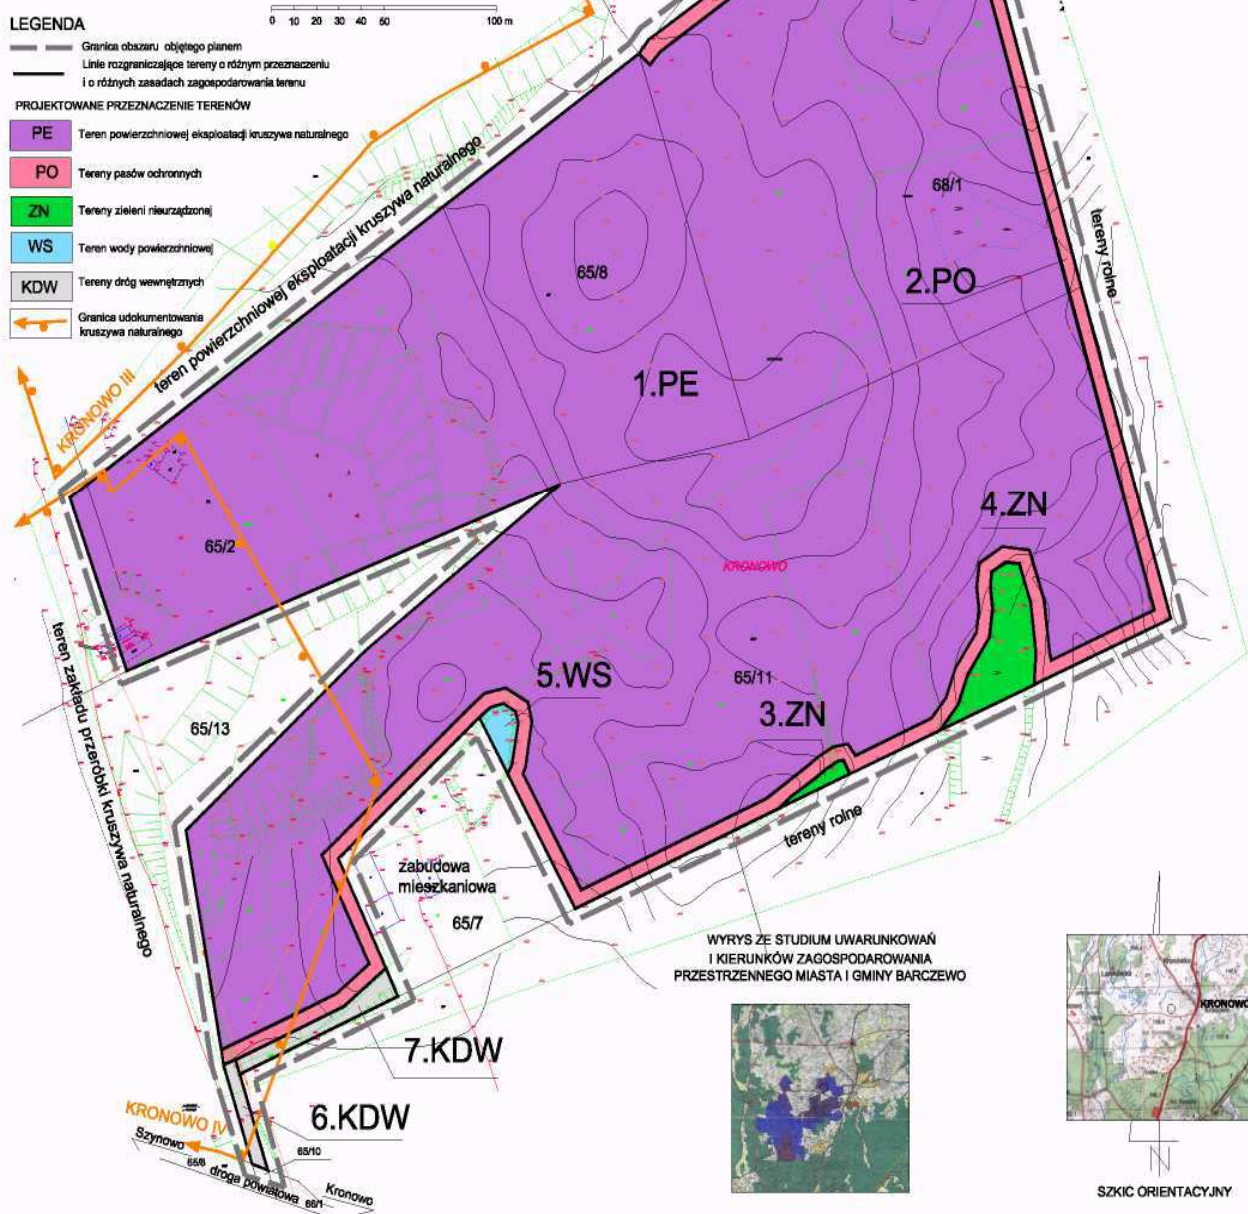 LEGENDA
0 10 20 30 40 50 100 m
Granica obszaru objętego planem
Linie rozgraniczające tereny o różnym przeznaczeniu
i o różnych zasadach zagospodarowania terenu
PROJEKTOWANE PRZEZNACZENIE TERENÓW
PE Teren powierzchniowej eksploatacji kruszywa naturalnego
PO Tereny pasów ochronnych
ZN Tereny zieleni nieurządzonej
WS Teren wody powierzchniowej
KDW Tereny dróg wewnętrznych
Granica udokumentowania
kruszywa naturalnego
teren powierzchniowej eksploatacji kruszywa naturalnego
68/1
tereny rolne
65/8
2.PO
1.PE
KRONOWO III
4.ZN
65/2
KRONOWO
teren zakładu przeróbki kruszywa naturalnego
5.WS
65/11
3.ZN
65/13
tereny rolne
zabudowa
mieszkaniowa
65/7
WYRYS ZE STUDIUM UWARUNKOWAŃ
I KIERUNKÓW ZAGOSPODAROWANIA
PRZESTRZENNEGO MIASTA I GMINY BARCZEWO
KRONOWO
7.KDW
6.KDW
KRONOWO IV
Szynowo
65/10
droga powiatowa
66/1
Kronowo
N
SZKIC ORIENTACYJNY